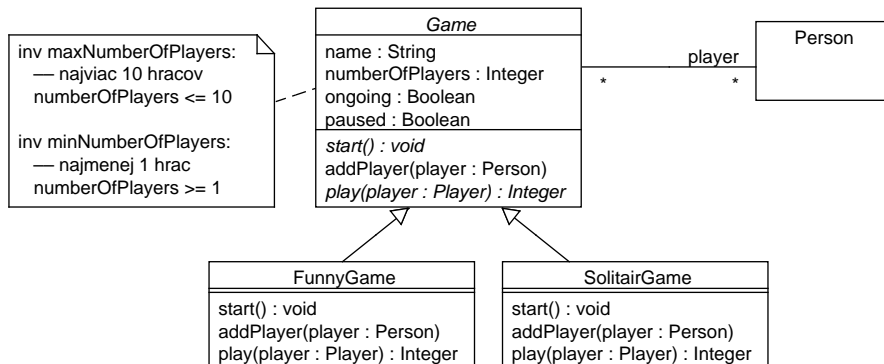 inv maxNumberOfPlayers:
— najviac 10 hracov
numberOfPlayers <= 10
inv minNumberOfPlayers:
— najmenej 1 hrac
numberOfPlayers >= 1
Game
name : String
numberOfPlayers : Integer
ongoing : Boolean
paused : Boolean
start() : void
addPlayer(player : Person)
play(player : Player) : Integer
player
*
*
Person
FunnyGame
start() : void
addPlayer(player : Person)
play(player : Player) : Integer
SolitairGame
start() : void
addPlayer(player : Person)
play(player : Player) : Integer